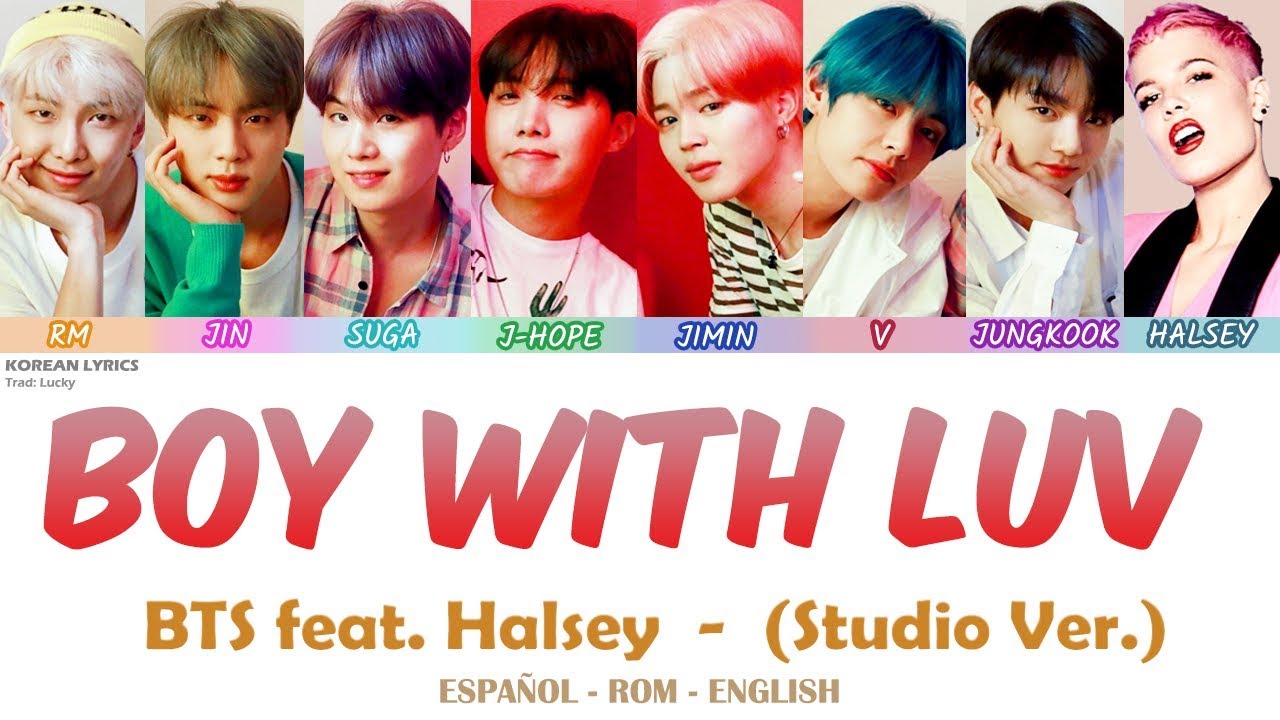 RM JIN SUGA J-HOPE JIMIN V JUNGKOOK HALSEY
KOREAN LYRICS
Trad: Lucky
BOY WITH LUV
BTS feat. Halsey - (Studio Ver.)
ESPAÑOL - ROM - ENGLISH